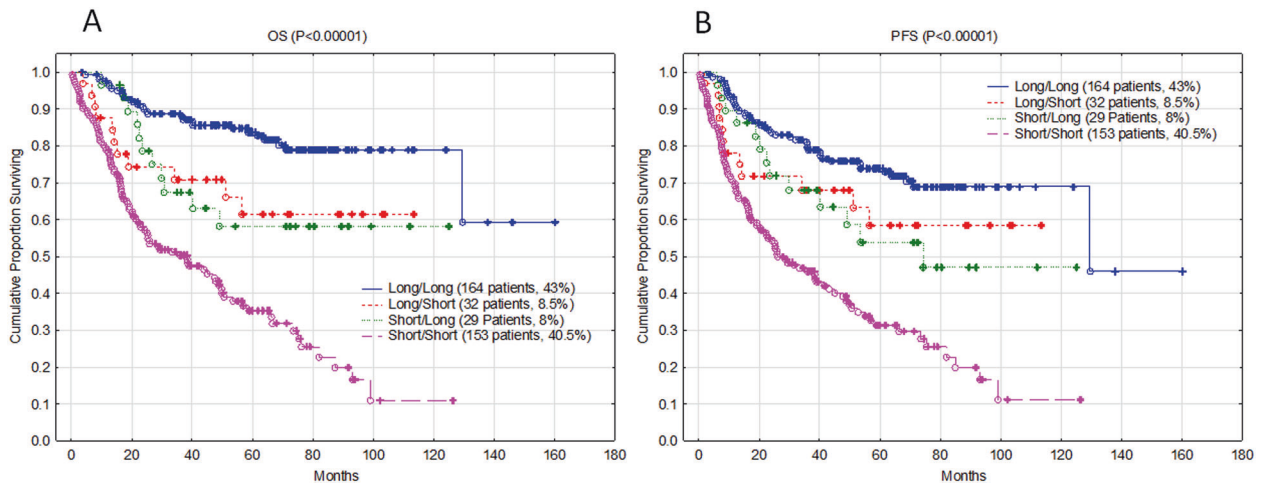 A
OS (P<0.00001)
1.0
0.9
0.8
0.7
0.6
0.5
0.4
0.3
0.2
0.1
0.0
Cumulative Proportion Surviving
Long/Long (164 patients, 43%)
Long/Short (32 patients, 8.5%)
Short/Long (29 Patients, 8%)
Short/Short (153 patients, 40.5%)
0 20 40 60 80 100 120 140 160 180
Months
B
PFS (P<0.00001)
1.0
0.9
0.8
0.7
0.6
0.5
0.4
0.3
0.2
0.1
0.0
Cumulative Proportion Surviving
Long/Long (164 patients, 43%)
Long/Short (32 patients, 8.5%)
Short/Long (29 Patients, 8%)
Short/Short (153 patients, 40.5%)
0 20 40 60 80 100 120 140 160 180
Months